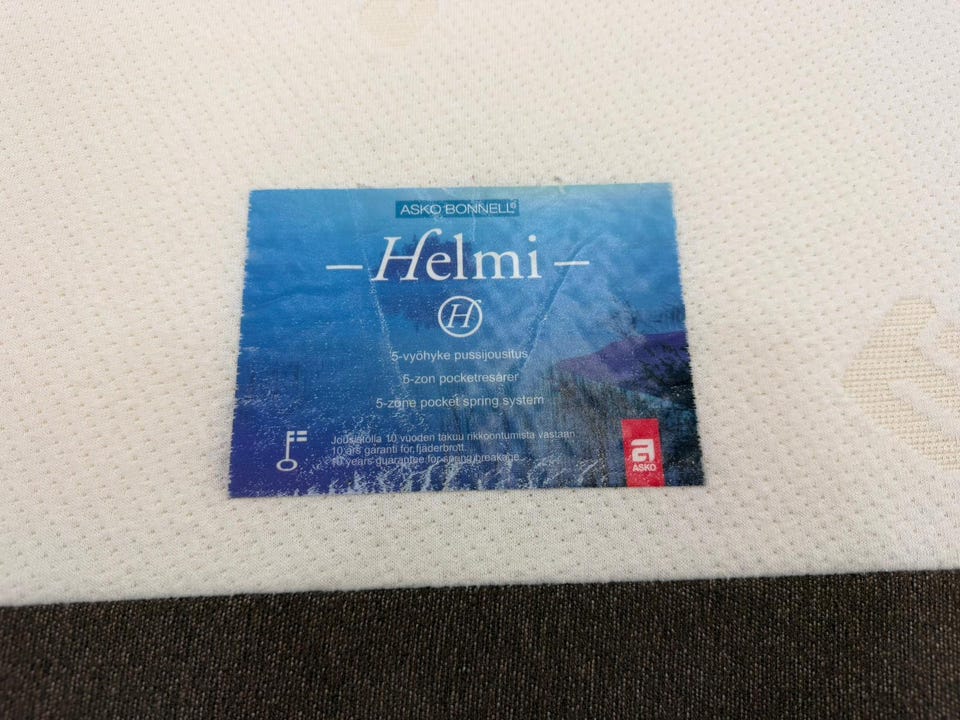 ASKO BONNELL®
— Helmi —
H
5-vyöhyke pussijousitus
5-zon pocketresårer
5-zone pocket spring system
Jousistolla 10 vuoden takuu rikkoontumista vastaan.
10 års garanti för fjäderbrott.
10 years guarantee for spring breakage.
a
ASKO